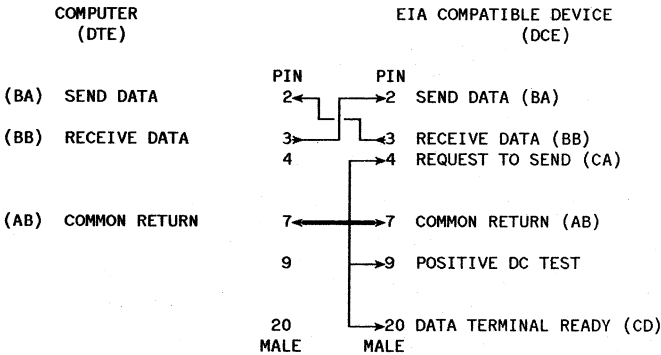 COMPUTER EIA COMPATIBLE DEVICE
(DTE) (DCE)
PIN PIN
(BA) SEND DATA 2 2 SEND DATA (BA)
(BB) RECEIVE DATA 3 3 RECEIVE DATA (BB)
4 4 REQUEST TO SEND (CA)
(AB) COMMON RETURN 7 7 COMMON RETURN (AB)
9 9 POSITIVE DC TEST
20 20 DATA TERMINAL READY (CD)
MALE MALE